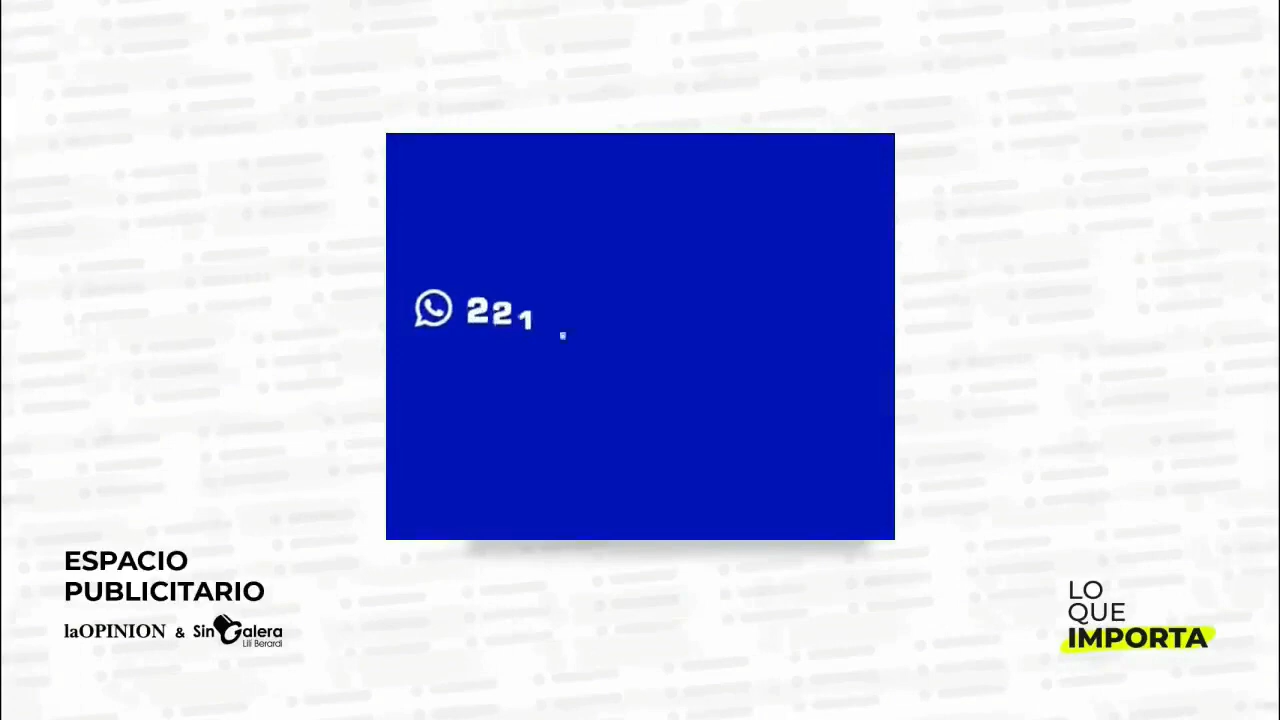 221
ESPACIO
PUBLICITARIO
laOPINION & SinGalera
Lili Berardi
LO
QUE
IMPORTA